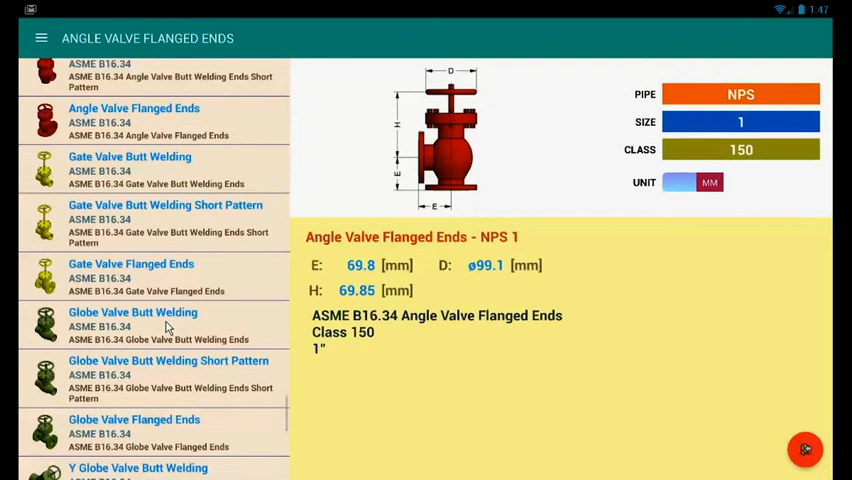 1.47
ANGLE VALVE FLANGED ENDS
ASME B16.34
ASME B16.34 Angle Valve Butt Welding Ends Short
Pattern
Angle Valve Flanged Ends
ASME B16.34
ASME B16.34 Angle Valve Flanged Ends
Gate Valve Butt Welding
ASME B16.34
ASME B16.34 Gate Valve Butt Welding Ends
Gate Valve Butt Welding Short Pattern
ASME B16.34
ASME B16.34 Gate Valve Butt Welding Ends Short
Pattern
Gate Valve Flanged Ends
ASME B16.34
ASME B16.34 Gate Valve Flanged Ends
Globe Valve Butt Welding
ASME B16.34
ASME B16.34 Globe Valve Butt Welding Ends
Globe Valve Butt Welding Short Pattern
ASME B16.34
ASME B16.34 Globe Valve Butt Welding Ends Short
Pattern
Globe Valve Flanged Ends
ASME B16.34
ASME B16.34 Globe Valve Flanged Ends
Y Globe Valve Butt Welding
D
H
E
E
PIPE NPS
SIZE 1
CLASS 150
UNIT MM
Angle Valve Flanged Ends - NPS 1
E: 69.8 [mm] D: ø99.1 [mm]
H: 69.85 [mm]
ASME B16.34 Angle Valve Flanged Ends
Class 150
1"